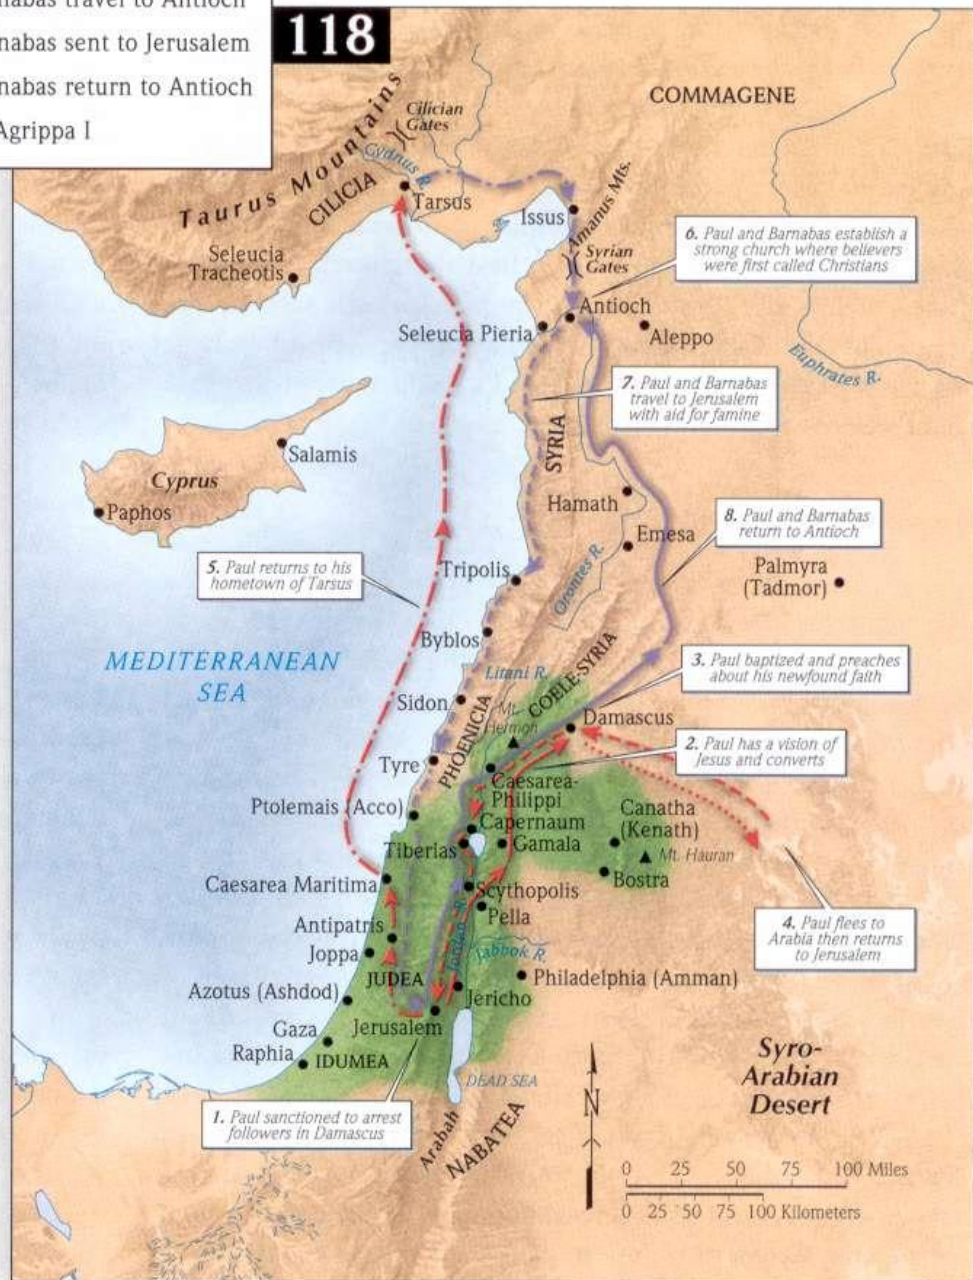 nabas travel to Antioch
nabas sent to Jerusalem
nabas return to Antioch
Agrippa I
118
COMMAGENE
Taurus Mountains
Cilician
Gates
Cydnus R.
CILICIA
Tarsus
Issus
Amanus Mts.
Syrian
Gates
Seleucia
Tracheotis
6. Paul and Barnabas establish a
strong church where believers
were first called Christians
Antioch
Seleucia Pieria
Aleppo
Euphrates R.
7. Paul and Barnabas
travel to Jerusalem
with aid for famine
SYRIA
Salamis
Cyprus
Paphos
Hamath
Emesa
8. Paul and Barnabas
return to Antioch
Palmyra
(Tadmor)
5. Paul returns to his
hometown of Tarsus
Tripolis
Orontes R.
Byblos
MEDITERRANEAN
SEA
Litani R.
COELE-SYRIA
3. Paul baptized and preaches
about his newfound faith
Sidon
PHOENICIA
Mt.
Hermon
Damascus
2. Paul has a vision of
Jesus and converts
Tyre
Caesarea-
Philippi
Ptolemais (Acco)
Capernaum
Canatha
(Kenath)
Tiberias
Gamala
Mt. Hauran
Caesarea Maritima
Scythopolis
Bostra
Pella
Antipatris
Joppa
Jordan R.
Jabbok R.
4. Paul flees to
Arabia then returns
to Jerusalem
JUDEA
Philadelphia (Amman)
Azotus (Ashdod)
Jericho
Gaza
Jerusalem
Raphia
IDUMEA
Syro-
Arabian
Desert
DEAD SEA
1. Paul sanctioned to arrest
followers in Damascus
Arabah
NABATEA
N
0 25 50 75 100 Miles
0 25 50 75 100 Kilometers